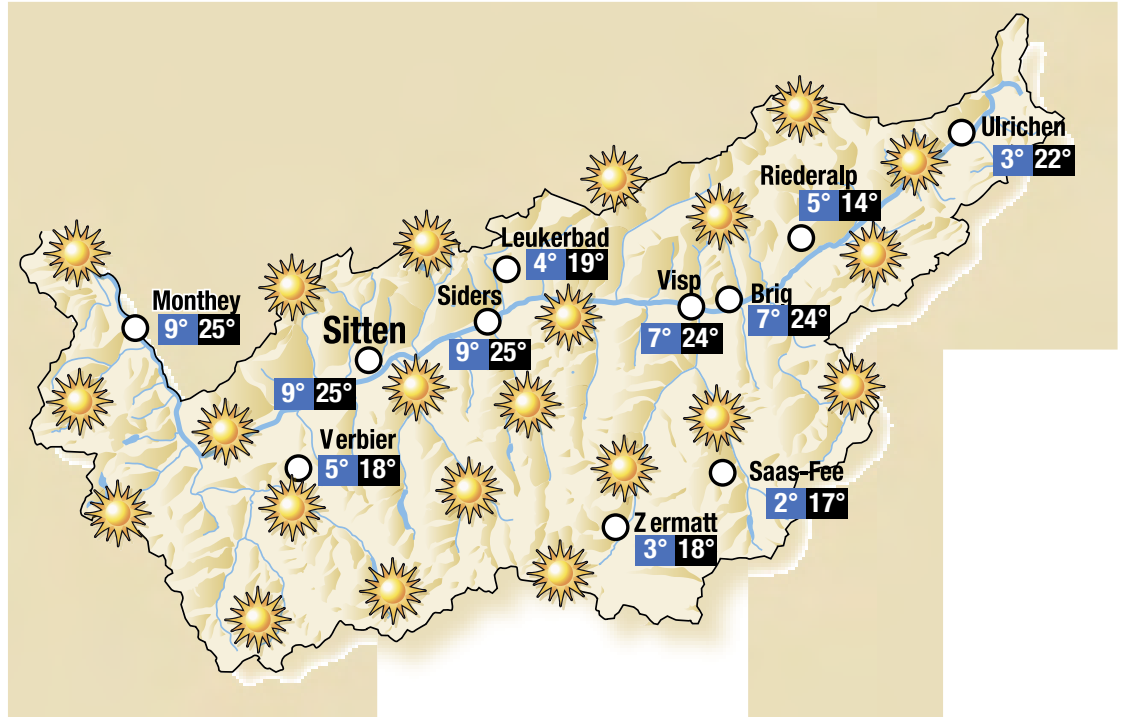 Ulrichen
3° 22°
Riederalp
5° 14°
Leukerbad
4° 19°
Visp
7° 24°
Brig
7° 24°
Siders
9° 25°
Monthey
9° 25°
Sitten
9° 25°
Verbier
5° 18°
Saas-Fee
2° 17°
Zermatt
3° 18°